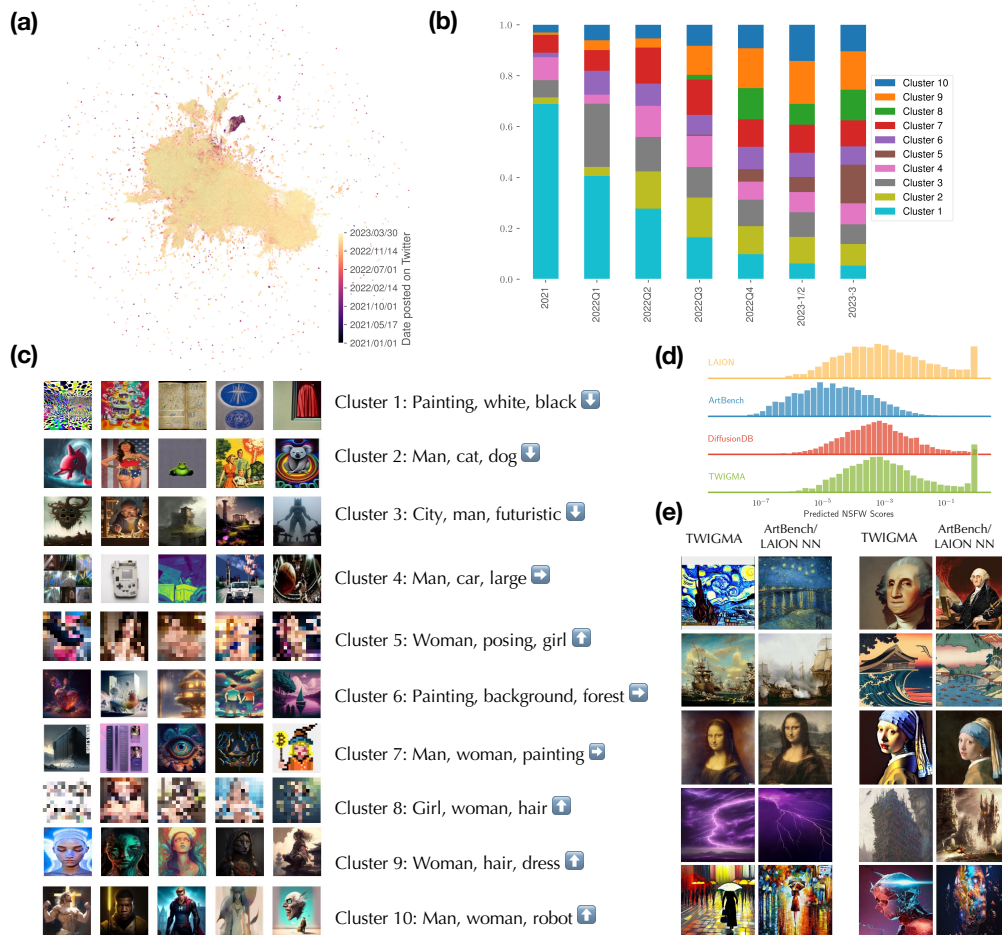 (a)
2023/03/30
2022/11/14
2022/07/01
2022/02/14
2021/10/01
2021/05/17
2021/01/01
Date posted on Twitter
(b)
1.0
0.8
0.6
0.4
0.2
0.0
2021
2022Q1
2022Q2
2022Q3
2022Q4
2023-1/2
2023-3
Cluster 10
Cluster 9
Cluster 8
Cluster 7
Cluster 6
Cluster 5
Cluster 4
Cluster 3
Cluster 2
Cluster 1
(c)
Cluster 1: Painting, white, black
Cluster 2: Man, cat, dog
Cluster 3: City, man, futuristic
Cluster 4: Man, car, large
Cluster 5: Woman, posing, girl
Cluster 6: Painting, background, forest
Cluster 7: Man, woman, painting
Cluster 8: Girl, woman, hair
Cluster 9: Woman, hair, dress
Cluster 10: Man, woman, robot
(d)
LAION
ArtBench
DiffusionDB
TWIGMA
10⁻⁷
10⁻⁵
10⁻³
10⁻¹
Predicted NSFW Scores
(e)
TWIGMA
ArtBench/
LAION NN
TWIGMA
ArtBench/
LAION NN